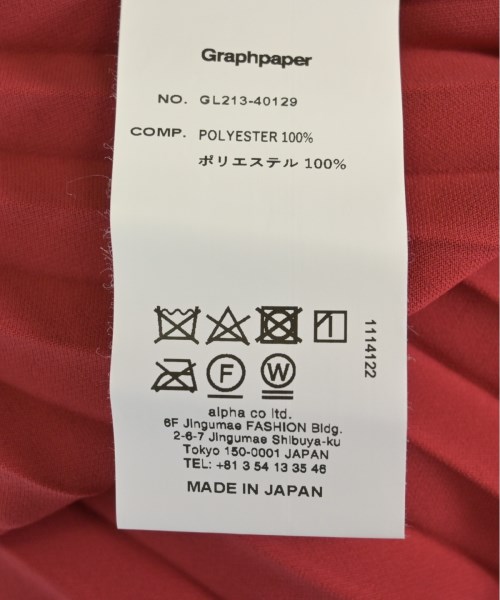 Graphpaper
NO. GL213-40129
COMP. POLYESTER 100%
ポリエステル 100%
F W
1114122
alpha co ltd.
6F Jingumae FASHION Bldg.
2-6-7 Jingumae Shibuya-ku
Tokyo 150-0001 JAPAN
TEL: +81 3 54 13 35 46
MADE IN JAPAN